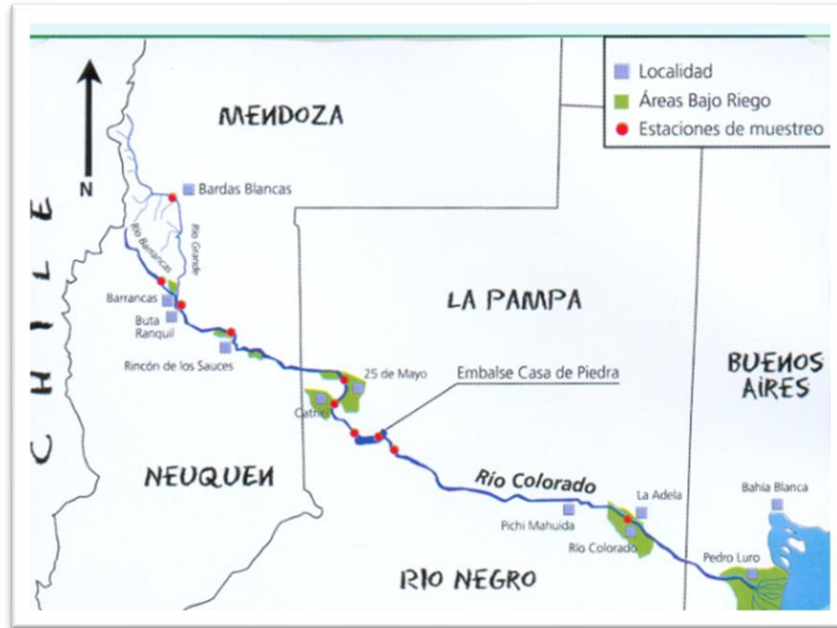 Localidad
Áreas Bajo Riego
Estaciones de muestreo
MENDOZA
N
CHILE
Bardas Blancas
Río Barrancas
Río Grande
Barrancas
Buta
Ranquil
Rincón de los Sauces
LA PAMPA
25 de Mayo
Catriel
Embalse Casa de Piedra
BUENOS
AIRES
NEUQUEN
Río Colorado
La Adela
Bahía Blanca
Pichi Mahuida
Río Colorado
Pedro Luro
RIO NEGRO